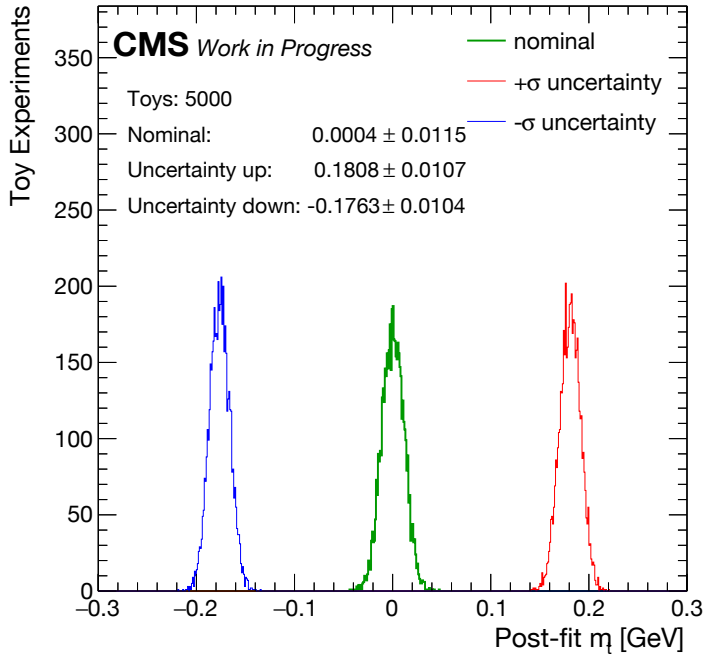 CMS Work in Progress
nominal
+σ uncertainty
-σ uncertainty
Toys: 5000
Nominal: 0.0004 ± 0.0115
Uncertainty up: 0.1808 ± 0.0107
Uncertainty down: -0.1763 ± 0.0104
Toy Experiments
350
300
250
200
150
100
50
0
−0.3 −0.2 −0.1 0 0.1 0.2 0.3
Post-fit mt [GeV]